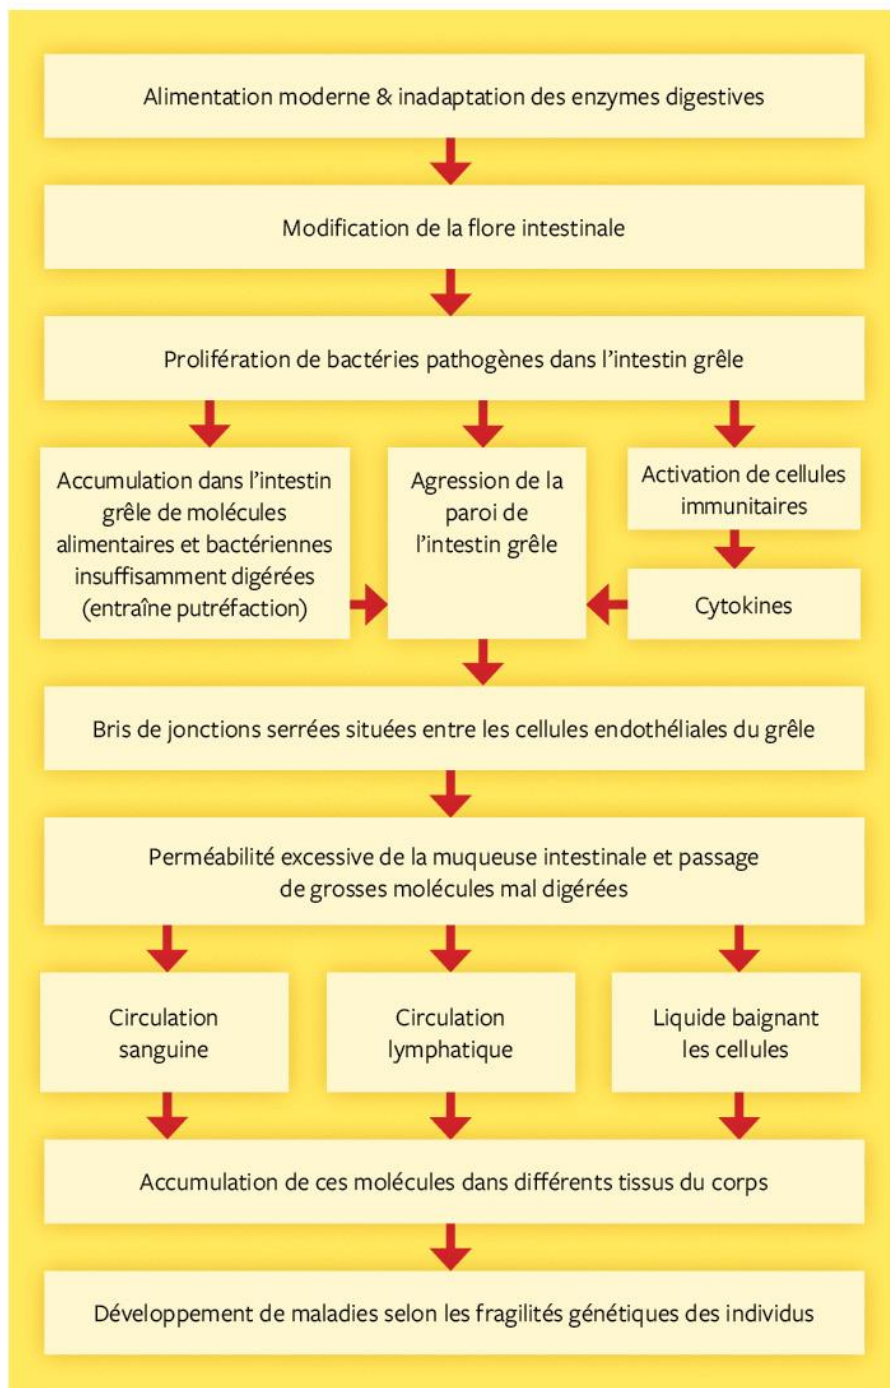 Alimentation moderne & inadaptation des enzymes digestives
Modification de la flore intestinale
Prolifération de bactéries pathogènes dans l'intestin grêle
Accumulation dans l'intestin
grêle de molécules
alimentaires et bactériennes
insuffisamment digérées
(entraîne putréfaction)
Agression de la
paroi de
l'intestin grêle
Activation de cellules
immunitaires
Cytokines
Bris de jonctions serrées situées entre les cellules endothéliales du grêle
Perméabilité excessive de la muqueuse intestinale et passage
de grosses molécules mal digérées
Circulation
sanguine
Circulation
lymphatique
Liquide baignant
les cellules
Accumulation de ces molécules dans différents tissus du corps
Développement de maladies selon les fragilités génétiques des individus